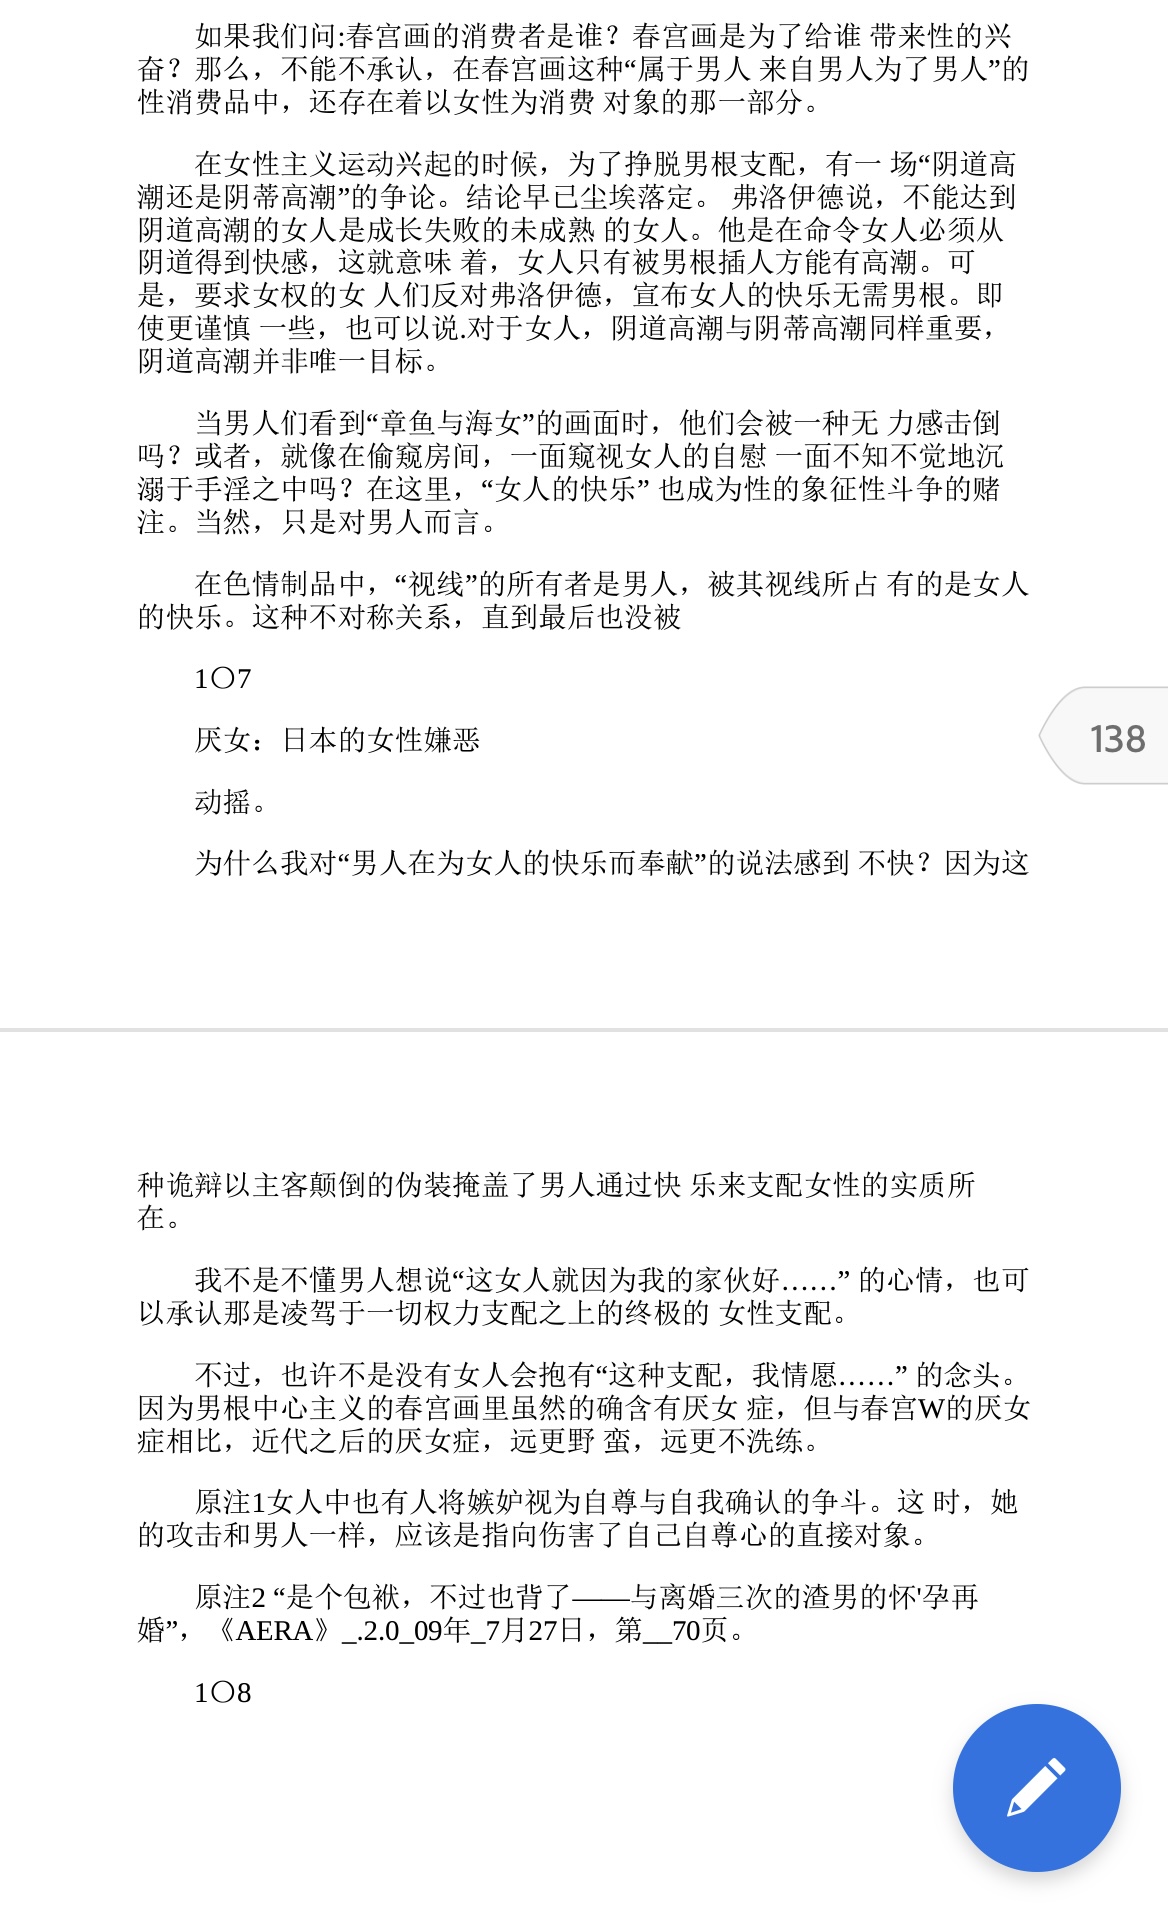 如果我们问:春宫画的消费者是谁？春宫画是为了给谁 带来性的兴
奋？那么，不能不承认，在春宫画这种“属于男人 来自男人为了男人”的
性消费品中，还存在着以女性为消费 对象的那一部分。
在女性主义运动兴起的时候，为了挣脱男根支配，有一 场“阴道高
潮还是阴蒂高潮”的争论。结论早已尘埃落定。 弗洛伊德说，不能达到
阴道高潮的女人是成长失败的未成熟 的女人。他是在命令女人必须从
阴道得到快感，这就意味 着，女人只有被男根插人方能有高潮。可
是，要求女权的女 人们反对弗洛伊德，宣布女人的快乐无需男根。即
使更谨慎 一些，也可以说.对于女人，阴道高潮与阴蒂高潮同样重要，
阴道高潮并非唯一目标。
当男人们看到“章鱼与海女”的画面时，他们会被一种无 力感击倒
吗？或者，就像在偷窥房间，一面窥视女人的自慰 一面不知不觉地沉
溺于手淫之中吗？在这里，“女人的快乐” 也成为性的象征性斗争的赌
注。当然，只是对男人而言。
在色情制品中，“视线”的所有者是男人，被其视线所占 有的是女人
的快乐。这种不对称关系，直到最后也没被
1〇7
厌女：日本的女性嫌恶
138
动摇。
为什么我对“男人在为女人的快乐而奉献”的说法感到 不快？因为这
种诡辩以主客颠倒的伪装掩盖了男人通过快 乐来支配女性的实质所
在。
我不是不懂男人想说“这女人就因为我的家伙好……” 的心情，也可
以承认那是凌驾于一切权力支配之上的终极的 女性支配。
不过，也许不是没有女人会抱有“这种支配，我情愿……” 的念头。
因为男根中心主义的春宫画里虽然的确含有厌女 症，但与春宫W的厌女
症相比，近代之后的厌女症，远更野 蛮，远更不洗练。
原注1女人中也有人将嫉妒视为自尊与自我确认的争斗。这 时，她
的攻击和男人一样，应该是指向伤害了自己自尊心的直接对象。
原注2 “是个包袱，不过也背了——与离婚三次的渣男的怀'孕再
婚”，《AERA》_.2.0_09年_7月27日，第__70页。
1〇8